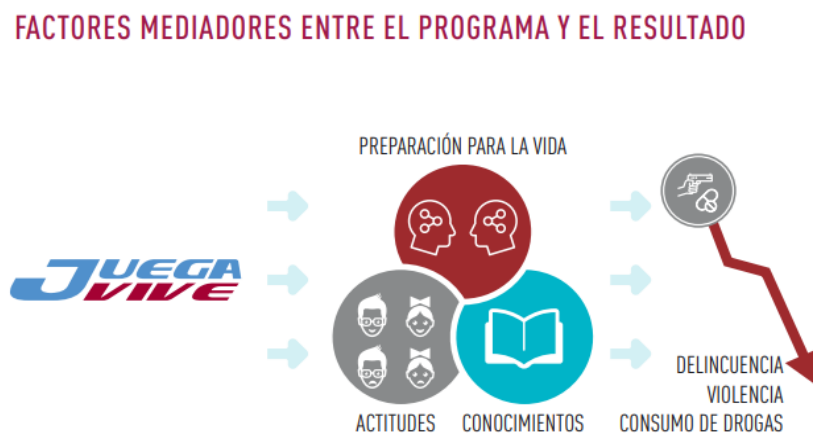 FACTORES MEDIADORES ENTRE EL PROGRAMA Y EL RESULTADO
PREPARACIÓN PARA LA VIDA
JUEGA
VIVE
ACTITUDES
CONOCIMIENTOS
DELINCUENCIA
VIOLENCIA
CONSUMO DE DROGAS